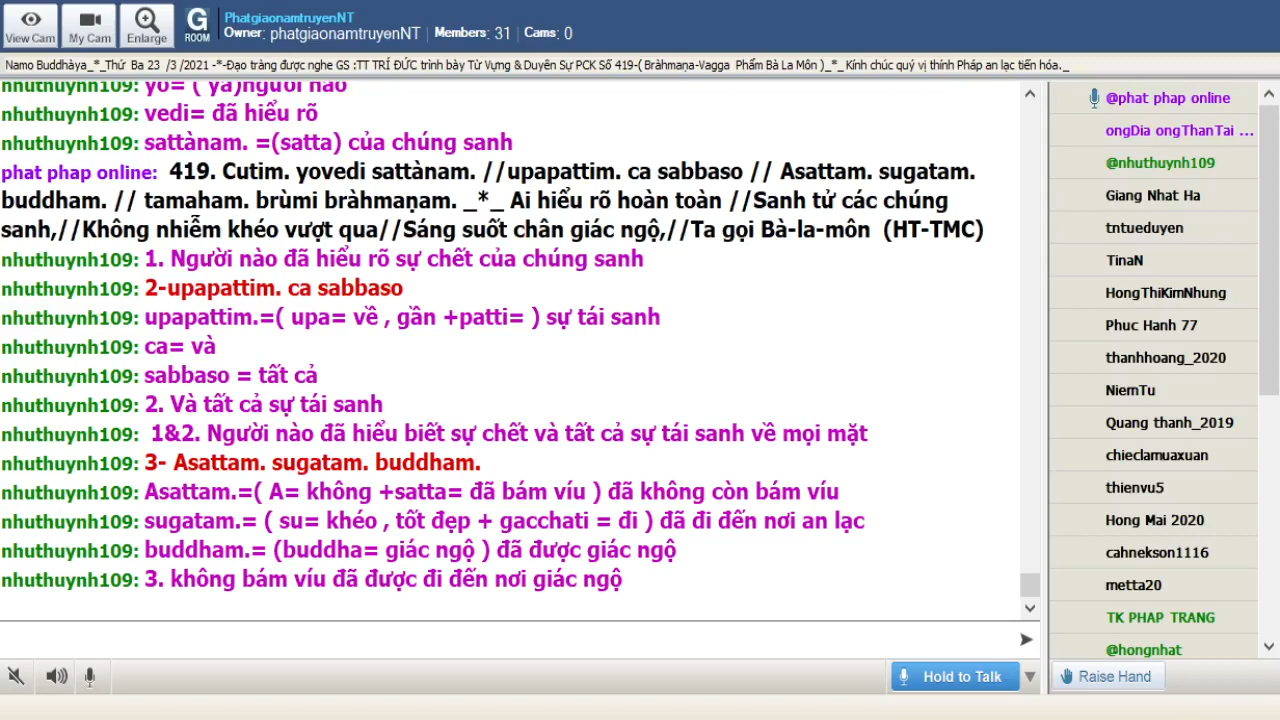 View Cam
My Cam
Enlarge
G
ROOM
PhatgiaonamtruyenNT
Owner: phatgiaonamtruyenNT | Members: 31 | Cams: 0
Namo Buddhàya_*_Thứ Ba 23 /3 /2021 -*-Đạo tràng được nghe GS :TT TRÍ ĐỨC trình bày Từ Vựng & Duyên Sự PCK Số 419-( Bràhmaṇa-Vagga Phẩm Bà La Môn )_*_ Kính chúc quý vị thính Pháp an lạc tiến hóa._
nhuthuynh109: yo= ( ya)người nào
nhuthuynh109: vedi= đã hiểu rõ
nhuthuynh109: sattànam. =(satta) của chúng sanh
phat phap online: 419. Cutim. yovedi sattànam. //upapattim. ca sabbaso // Asattam. sugatam.
buddham. // tamaham. brùmi bràhmaṇam. _*_ Ai hiểu rõ hoàn toàn //Sanh tử các chúng
sanh,//Không nhiễm khéo vượt qua//Sáng suốt chân giác ngộ,//Ta gọi Bà-la-môn (HT-TMC)
nhuthuynh109: 1. Người nào đã hiểu rõ sự chết của chúng sanh
nhuthuynh109: 2-upapattim. ca sabbaso
nhuthuynh109: upapattim.=( upa= về , gần +patti= ) sự tái sanh
nhuthuynh109: ca= và
nhuthuynh109: sabbaso = tất cả
nhuthuynh109: 2. Và tất cả sự tái sanh
nhuthuynh109: 1&2. Người nào đã hiểu biết sự chết và tất cả sự tái sanh về mọi mặt
nhuthuynh109: 3- Asattam. sugatam. buddham.
nhuthuynh109: Asattam.=( A= không +satta= đã bám víu ) đã không còn bám víu
nhuthuynh109: sugatam.= ( su= khéo , tốt đẹp + gacchati = đi ) đã đi đến nơi an lạc
nhuthuynh109: buddham.= (buddha= giác ngộ ) đã được giác ngộ
nhuthuynh109: 3. không bám víu đã được đi đến nơi giác ngộ
@phat phap online
ongDia ongThanTai ...
@nhuthuynh109
Giang Nhat Ha
tntueduyen
TinaN
HongThiKimNhung
Phuc Hanh 77
thanhhoang_2020
NiemTu
Quang thanh_2019
chieclamuaxuan
thienvu5
Hong Mai 2020
cahnekson1116
metta20
TK PHAP TRANG
@hongnhat
Hold to Talk
Raise Hand